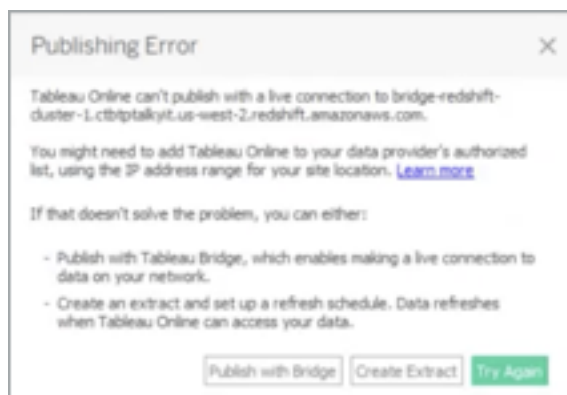 Publishing Error
Tableau Online can't publish with a live connection to bridge-redshift-
cluster-1.ctbtptalkyit.us-west-2.redshift.amazonaws.com.
You might need to add Tableau Online to your data provider's authorized
list, using the IP address range for your site location. Learn more
If that doesn't solve the problem, you can either:
- Publish with Tableau Bridge, which enables making a live connection to
data on your network.
- Create an extract and set up a refresh schedule. Data refreshes
when Tableau Online can access your data.
Publish with Bridge Create Extract Try Again